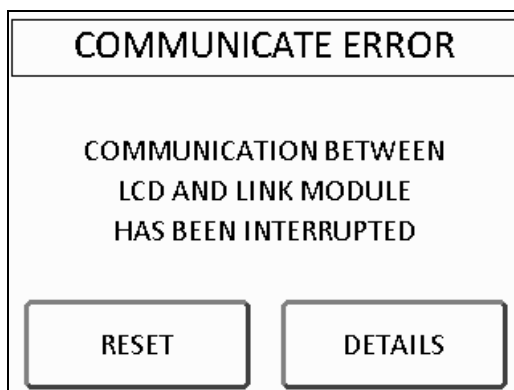 COMMUNICATE ERROR
COMMUNICATION BETWEEN
LCD AND LINK MODULE
HAS BEEN INTERRUPTED
RESET DETAILS